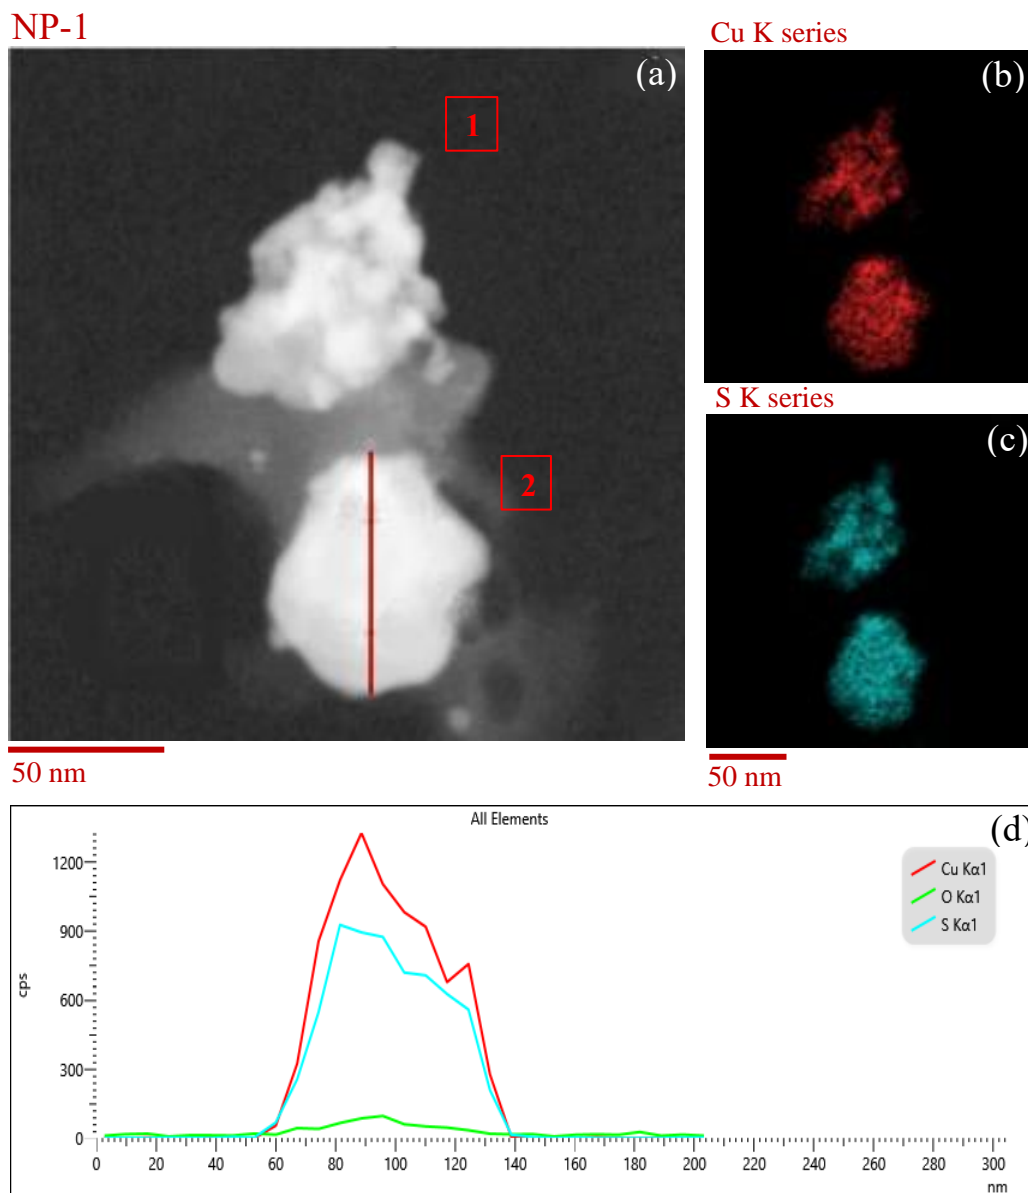 NP-1
Cu K series
(a)
(b)
1
S K series
(c)
2
50 nm
50 nm
All Elements
(d)
Cu Kα1
O Kα1
S Kα1
1200
900
600
300
0
cps
0 20 40 60 80 100 120 140 160 180 200 220 240 260 280 300
nm